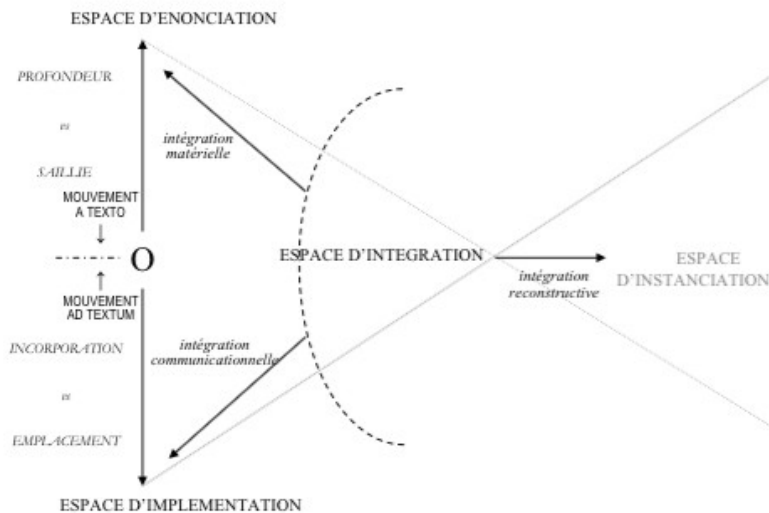 ESPACE D'ENONCIATION
PROFONDEUR
vs
SAILLIE
intégration
matérielle
MOUVEMENT
A TEXTO
O
ESPACE D'INTEGRATION
intégration
reconstructive
ESPACE
D'INSTANCIATION
MOUVEMENT
AD TEXTUM
INCORPORATION
vs
EMPLACEMENT
intégration
communicationnelle
ESPACE D'IMPLEMENTATION